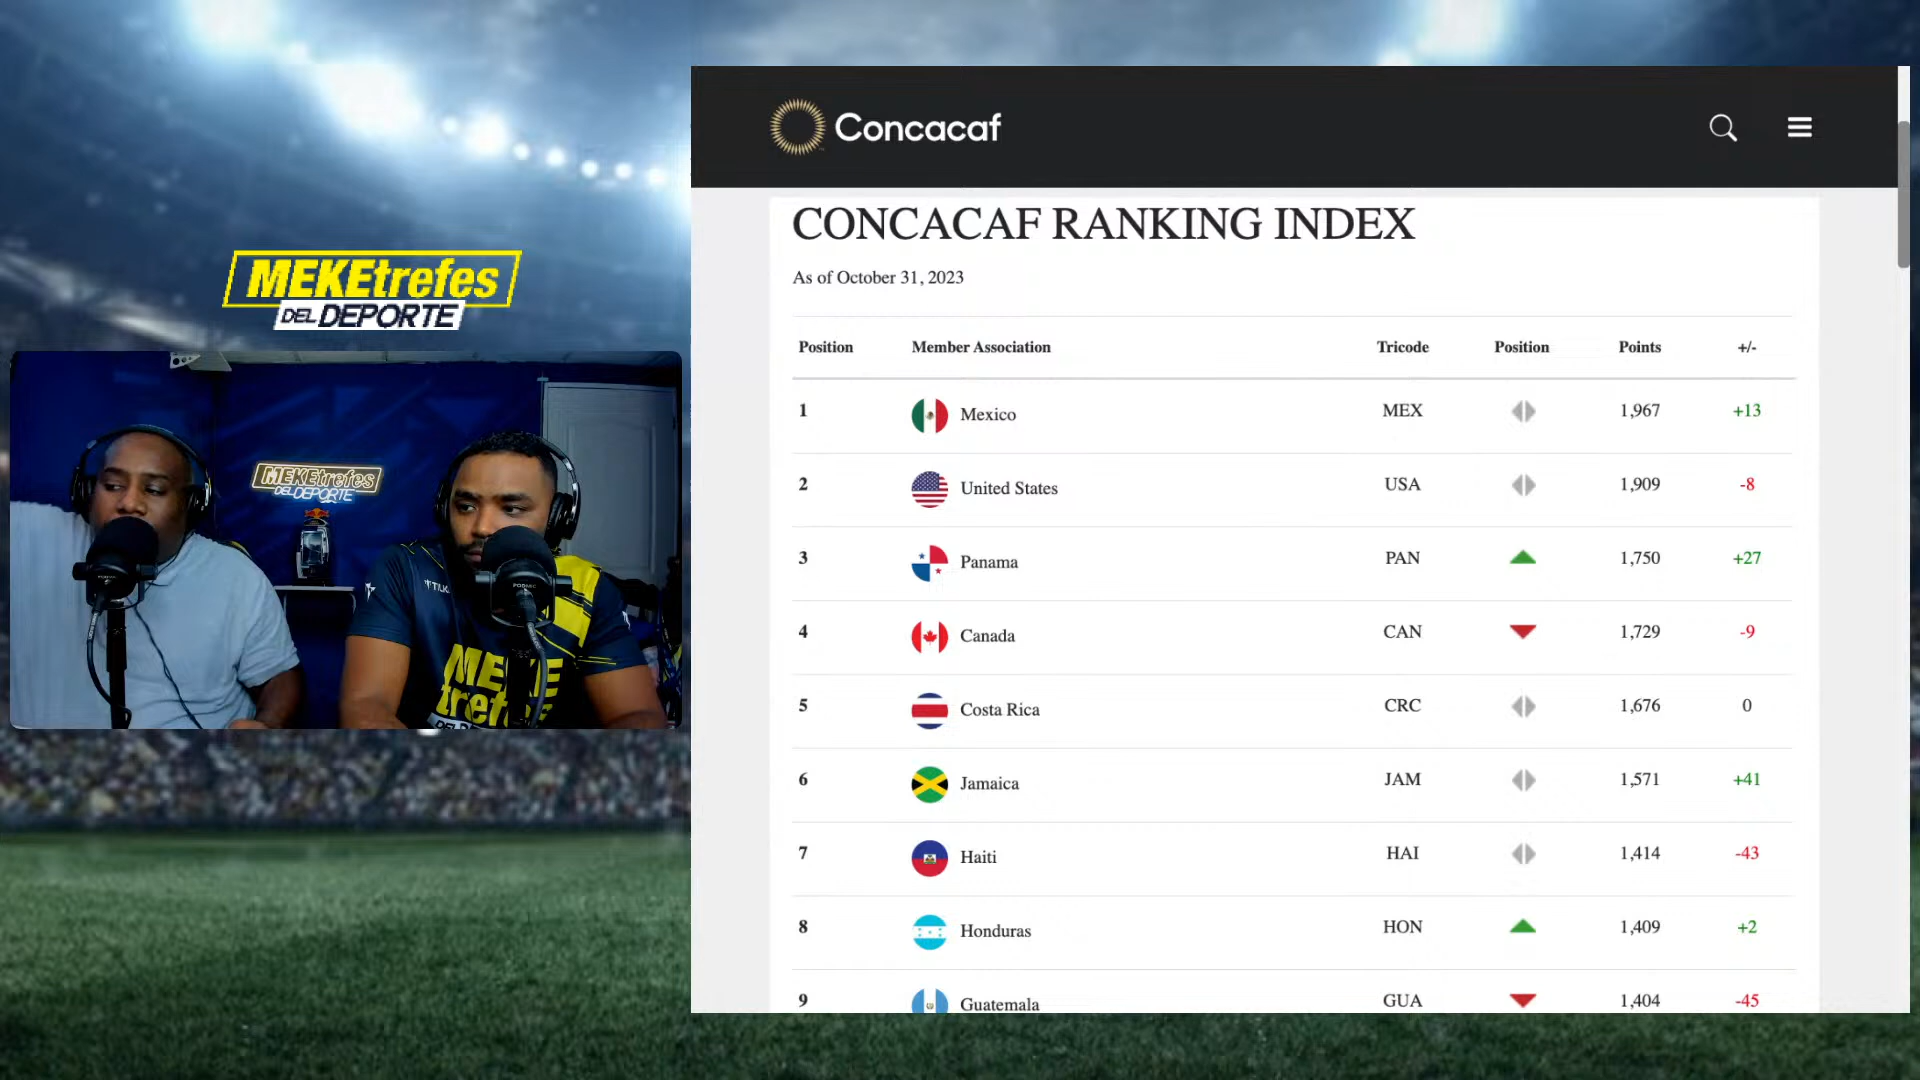 MEKEtrefes
DEL DEPORTE
MEKEtrefes
DEL DEPORTE
MEKE
trefes
Concacaf
CONCACAF RANKING INDEX
As of October 31, 2023
Position Member Association Tricode Position Points +/-
1 Mexico MEX 1,967 +13
2 United States USA 1,909 -8
3 Panama PAN 1,750 +27
4 Canada CAN 1,729 -9
5 Costa Rica CRC 1,676 0
6 Jamaica JAM 1,571 +41
7 Haiti HAI 1,414 -43
8 Honduras HON 1,409 +2
9 Guatemala GUA 1,404 -45